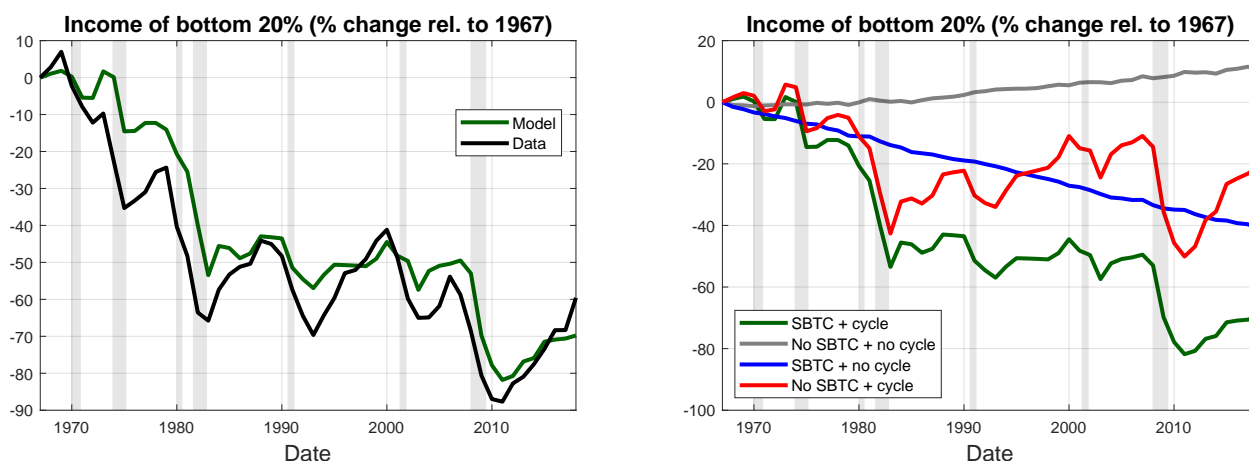 Income of bottom 20% (% change rel. to 1967)
10
0
-10
-20
-30
-40
-50
-60
-70
-80
-90
1970
1980
1990
2000
2010
Date
Model
Data
Income of bottom 20% (% change rel. to 1967)
20
0
-20
-40
-60
-80
-100
1970
1980
1990
2000
2010
Date
SBTC + cycle
No SBTC + no cycle
SBTC + no cycle
No SBTC + cycle